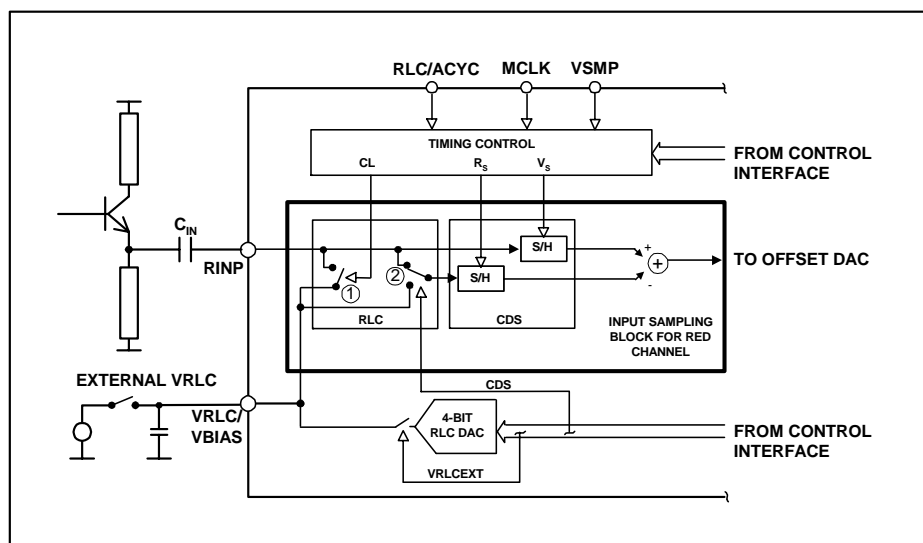 RLC/ACYC MCLK VSMP
TIMING CONTROL
CL RS VS
FROM CONTROL
INTERFACE
CIN
RINP
S/H
S/H
+
+
-
TO OFFSET DAC
1
2
RLC
CDS
INPUT SAMPLING
BLOCK FOR RED
CHANNEL
EXTERNAL VRLC
VRLC/
VBIAS
CDS
4-BIT
RLC DAC
VRLCEXT
FROM CONTROL
INTERFACE